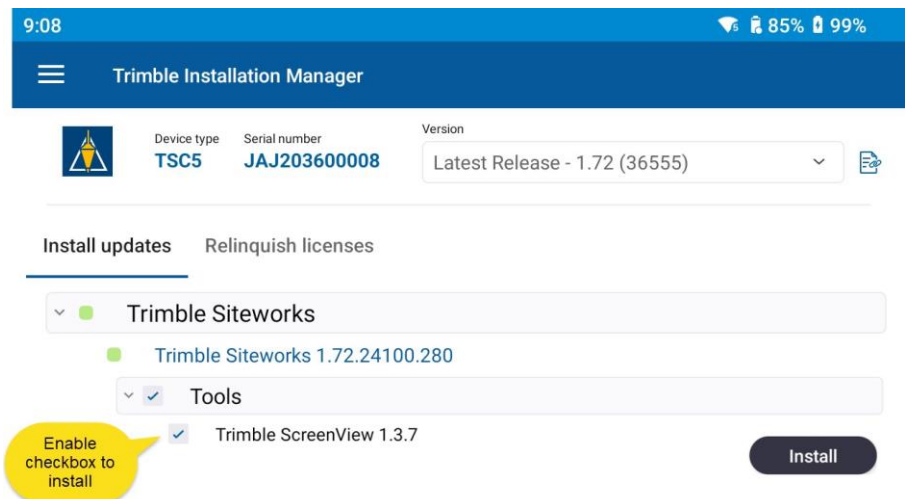 9:08
85% 99%
Trimble Installation Manager
Device type
TSC5
Serial number
JAJ203600008
Version
Latest Release - 1.72 (36555)
Install updates
Relinquish licenses
Trimble Siteworks
Trimble Siteworks 1.72.24100.280
Tools
Trimble ScreenView 1.3.7
Enable
checkbox to
install
Install